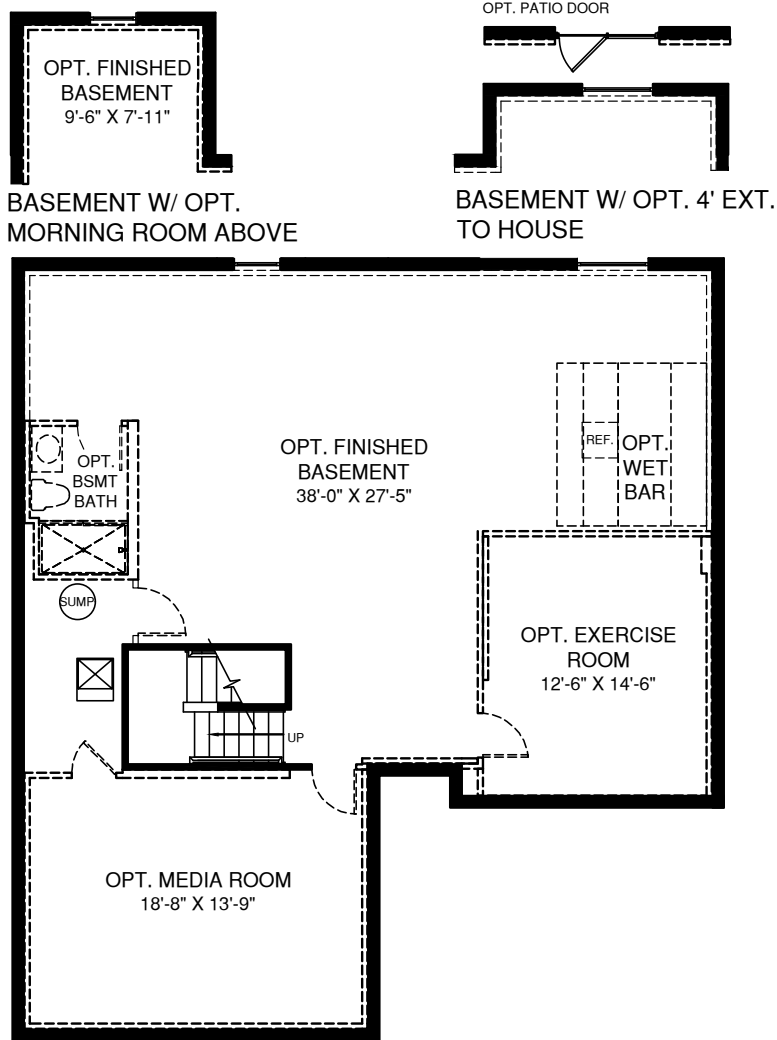 OPT. PATIO DOOR
OPT. FINISHED
BASEMENT
9'-6" X 7'-11"
BASEMENT W/ OPT.
MORNING ROOM ABOVE
BASEMENT W/ OPT. 4' EXT.
TO HOUSE
OPT. FINISHED
BASEMENT
38'-0" X 27'-5"
REF.
OPT.
WET
BAR
OPT.
BSMT
BATH
SUMP
OPT. EXERCISE
ROOM
12'-6" X 14'-6"
UP
OPT. MEDIA ROOM
18'-8" X 13'-9"